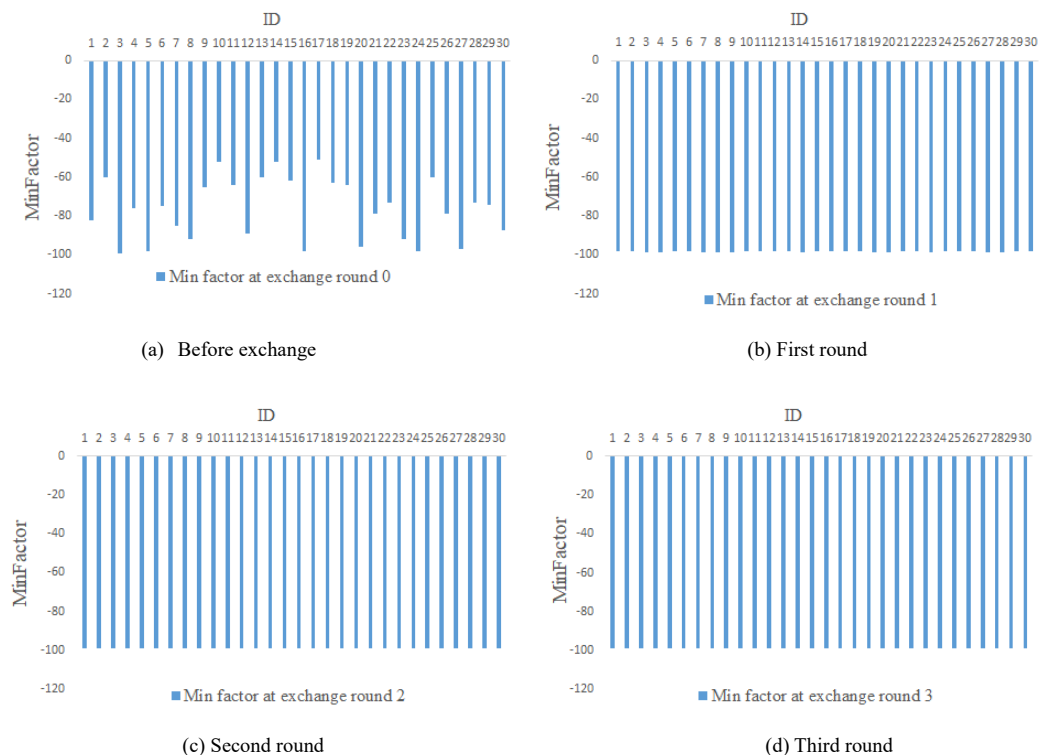 ID
1 2 3 4 5 6 7 8 9 10 11 12 13 14 15 16 17 18 19 20 21 22 23 24 25 26 27 28 29 30
0
-20
-40
-60
-80
-100
-120
MinFactor
Min factor at exchange round 0
(a) Before exchange
ID
1 2 3 4 5 6 7 8 9 10 11 12 13 14 15 16 17 18 19 20 21 22 23 24 25 26 27 28 29 30
0
-20
-40
-60
-80
-100
-120
MinFactor
Min factor at exchange round 1
(b) First round
ID
1 2 3 4 5 6 7 8 9 10 11 12 13 14 15 16 17 18 19 20 21 22 23 24 25 26 27 28 29 30
0
-20
-40
-60
-80
-100
-120
MinFactor
Min factor at exchange round 2
(c) Second round
ID
1 2 3 4 5 6 7 8 9 10 11 12 13 14 15 16 17 18 19 20 21 22 23 24 25 26 27 28 29 30
0
-20
-40
-60
-80
-100
-120
MinFactor
Min factor at exchange round 3
(d) Third round